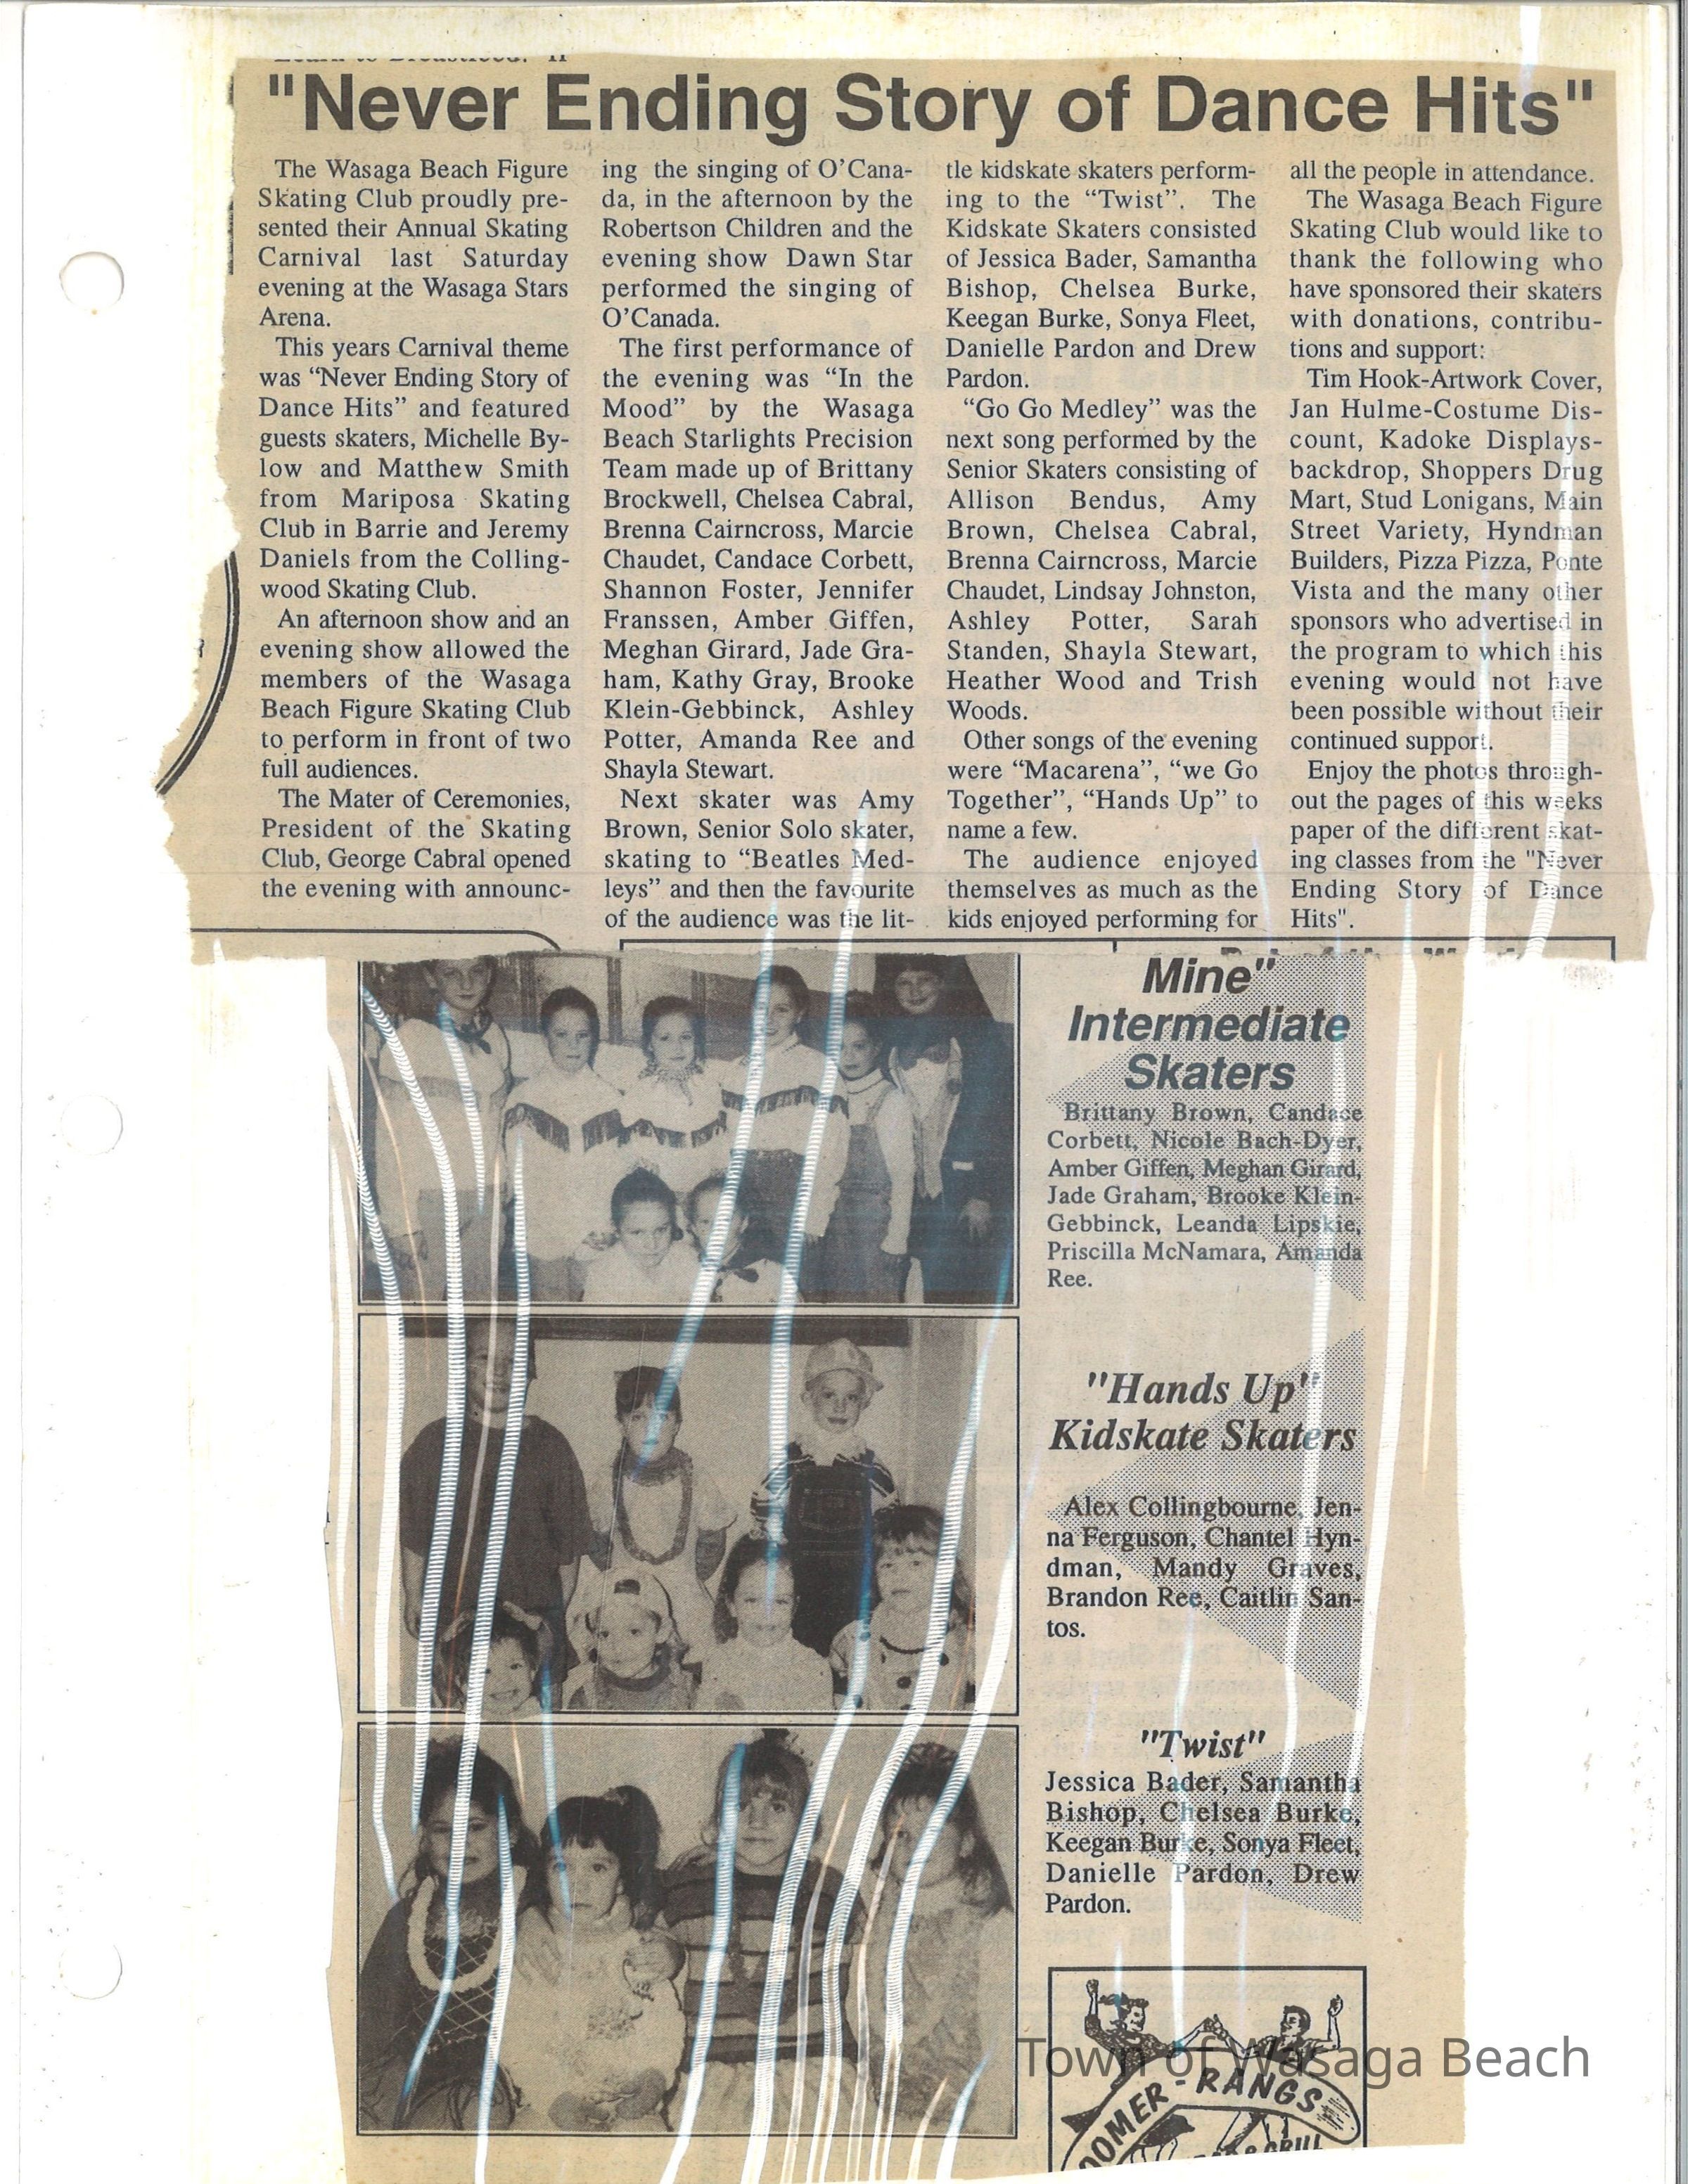 "Never Ending Story of Dance Hits"
The Wasaga Beach Figure
Skating Club proudly pre-
sented their Annual Skating
Carnival last Saturday
evening at the Wasaga Stars
Arena.
This years Carnival theme
was “Never Ending Story of
Dance Hits” and featured
guests skaters, Michelle By-
low and Matthew Smith
from Mariposa Skating
Club in Barrie and Jeremy
Daniels from the Colling-
wood Skating Club.
An afternoon show and an
evening show allowed the
members of the Wasaga
Beach Figure Skating Club
to perform in front of two
full audiences.
The Mater of Ceremonies,
President of the Skating
Club, George Cabral opened
the evening with announc-
ing the singing of O’Cana-
da, in the afternoon by the
Robertson Children and the
evening show Dawn Star
performed the singing of
O’Canada.
The first performance of
the evening was “In the
Mood” by the Wasaga
Beach Starlights Precision
Team made up of Brittany
Brockwell, Chelsea Cabral,
Brenna Cairncross, Marcie
Chaudet, Candace Corbett,
Shannon Foster, Jennifer
Franssen, Amber Giffen,
Meghan Girard, Jade Gra-
ham, Kathy Gray, Brooke
Klein-Gebbinck, Ashley
Potter, Amanda Ree and
Shayla Stewart.
Next skater was Amy
Brown, Senior Solo skater,
skating to “Beatles Med-
leys” and then the favourite
of the audience was the lit-
tle kidskate skaters perform-
ing to the “Twist”. The
Kidskate Skaters consisted
of Jessica Bader, Samantha
Bishop, Chelsea Burke,
Keegan Burke, Sonya Fleet,
Danielle Pardon and Drew
Pardon.
“Go Go Medley” was the
next song performed by the
Senior Skaters consisting of
Allison Bendus, Amy
Brown, Chelsea Cabral,
Brenna Cairncross, Marcie
Chaudet, Lindsay Johnston,
Ashley Potter, Sarah
Standen, Shayla Stewart,
Heather Wood and Trish
Woods.
Other songs of the evening
were “Macarena”, “we Go
Together”, “Hands Up” to
name a few.
The audience enjoyed
themselves as much as the
kids enjoyed performing for
all the people in attendance.
The Wasaga Beach Figure
Skating Club would like to
thank the following who
have sponsored their skaters
with donations, contribu-
tions and support:
Tim Hook-Artwork Cover,
Jan Hulme-Costume Dis-
count, Kadoke Displays-
backdrop, Shoppers Drug
Mart, Stud Lonigans, Main
Street Variety, Hyndman
Builders, Pizza Pizza, Ponte
Vista and the many other
sponsors who advertised in
the program to which this
evening would not have
been possible without their
continued support.
Enjoy the photos through-
out the pages of this weeks
paper of the different skat-
ing classes from the "Never
Ending Story of Dance
Hits".
Mine"
Intermediate
Skaters
Brittany Brown, Candace
Corbett, Nicole Bach-Dyer,
Amber Giffen, Meghan Girard,
Jade Graham, Brooke Klein-
Gebbinck, Leanda Lipskie,
Priscilla McNamara, Amanda
Ree.
"Hands Up"
Kidskate Skaters
Alex Collingbourne, Jen-
na Ferguson, Chantel Hyn-
dman, Mandy Graves,
Brandon Ree, Caitlin San-
tos.
"Twist"
Jessica Bader, Samantha
Bishop, Chelsea Burke,
Keegan Burke, Sonya Fleet,
Danielle Pardon, Drew
Pardon.
Town of Wasaga Beach
OOMER-RANGS
& GRILL